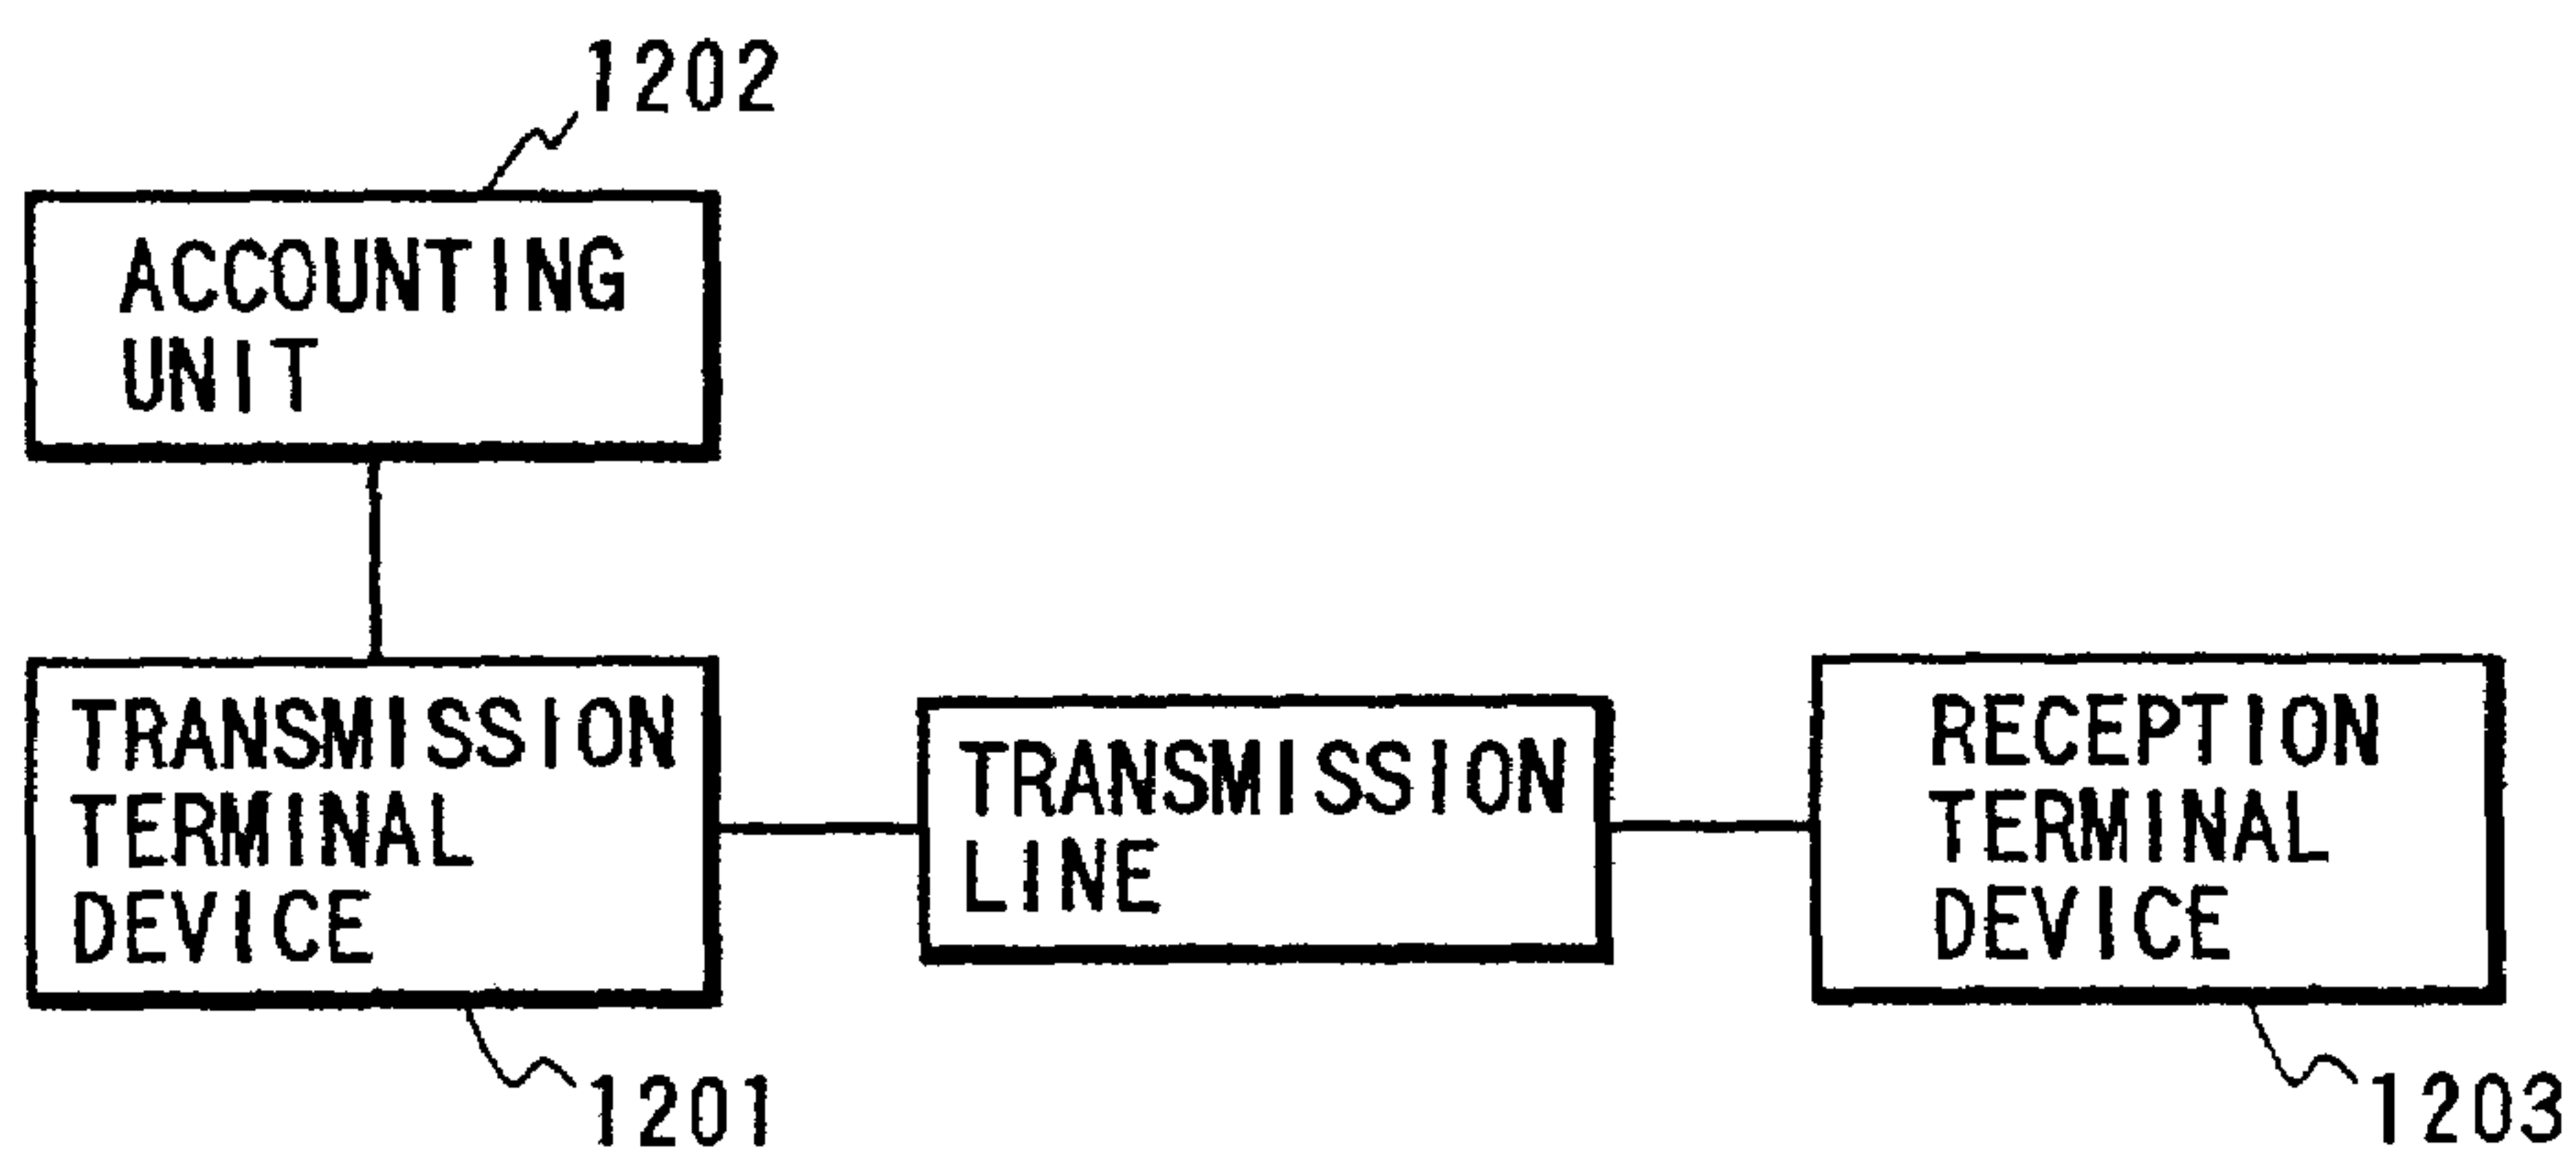 1202
ACCOUNTING
UNIT
TRANSMISSION
TERMINAL
DEVICE
TRANSMISSION
LINE
RECEPTION
TERMINAL
DEVICE
1201
1203